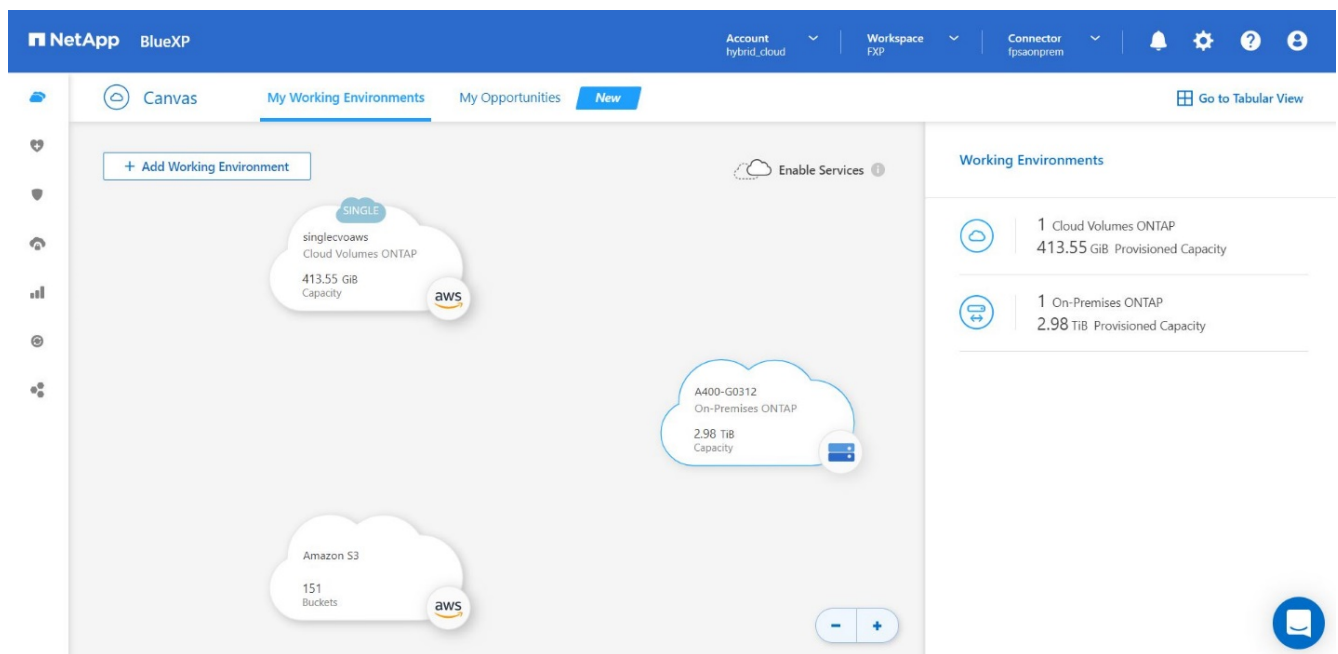 NetApp BlueXP
Account
hybrid_cloud
Workspace
FXP
Connector
fpsaonprem
Canvas
My Working Environments
My Opportunities
New
Go to Tabular View
+ Add Working Environment
Enable Services
SINGLE
singlecvoaws
Cloud Volumes ONTAP
413.55 GiB
Capacity
aws
A400-G0312
On-Premises ONTAP
2.98 TiB
Capacity
Amazon S3
151
Buckets
aws
Working Environments
1 Cloud Volumes ONTAP
413.55 GiB Provisioned Capacity
1 On-Premises ONTAP
2.98 TiB Provisioned Capacity